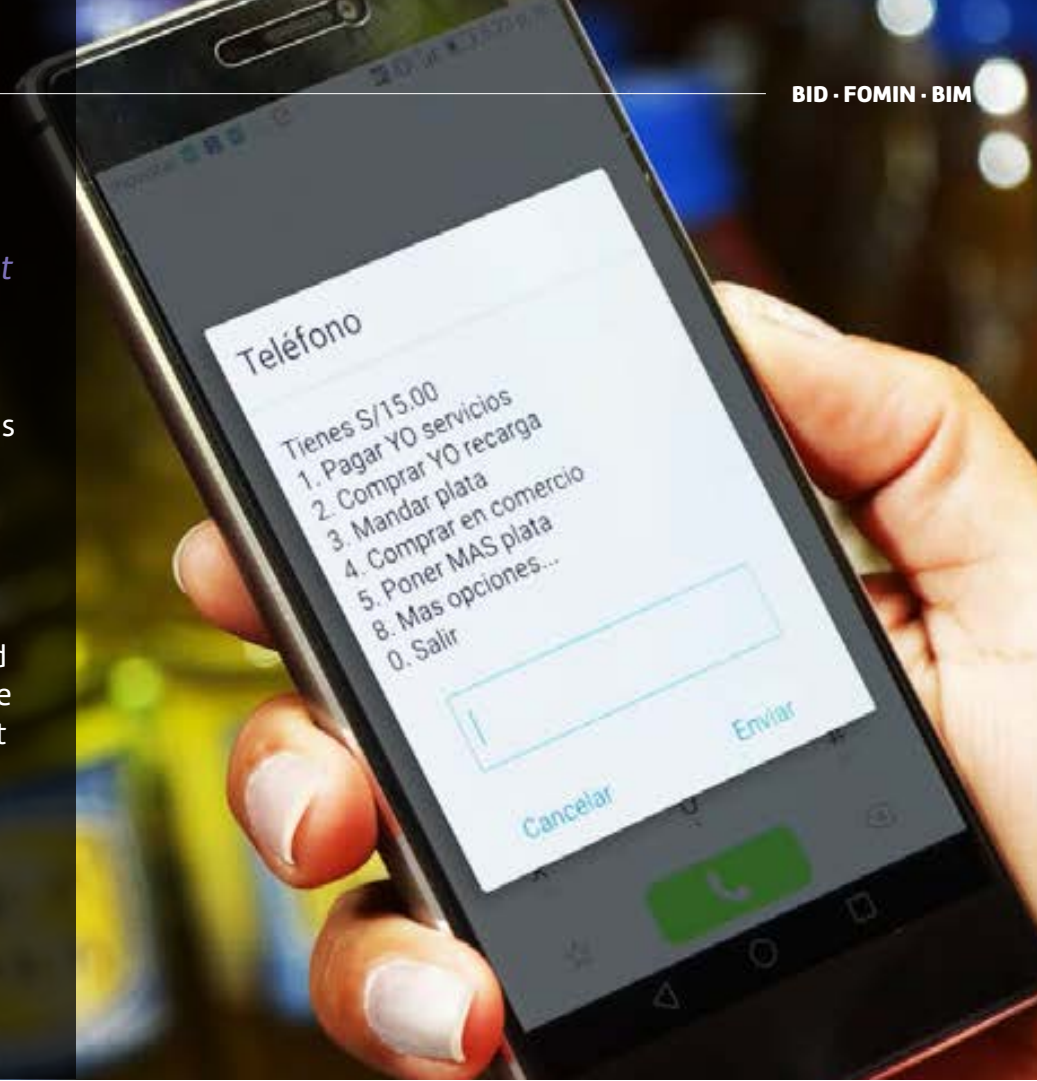 BID · FOMIN · BIM
t
s
d
e
t
Teléfono
Tienes S/15.00
1. Pagar YO servicios
2. Comprar YO recarga
3. Mandar plata
4. Comprar en comercio
5. Poner MAS plata
8. Mas opciones...
0. Salir
Cancelar
Enviar